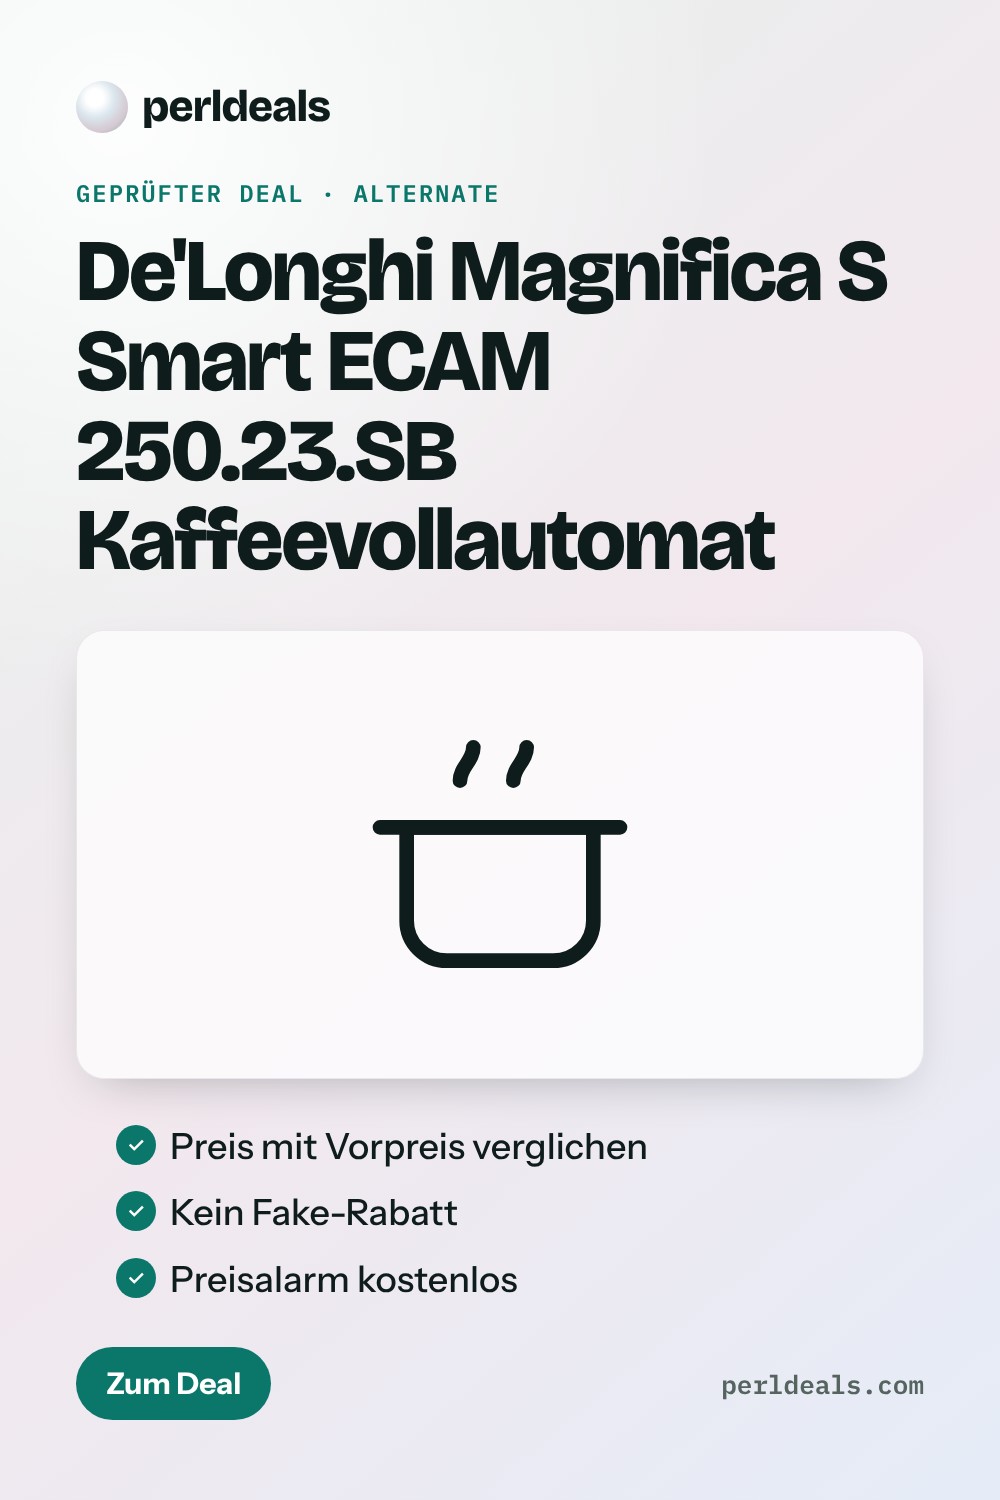 perldeals
GEPRÜFTER DEAL · ALTERNATE
De'Longhi Magnifica S
Smart ECAM
250.23.SB
Kaffeevollautomat
Preis mit Vorpreis verglichen
Kein Fake-Rabatt
Preisalarm kostenlos
Zum Deal
perldeals.com